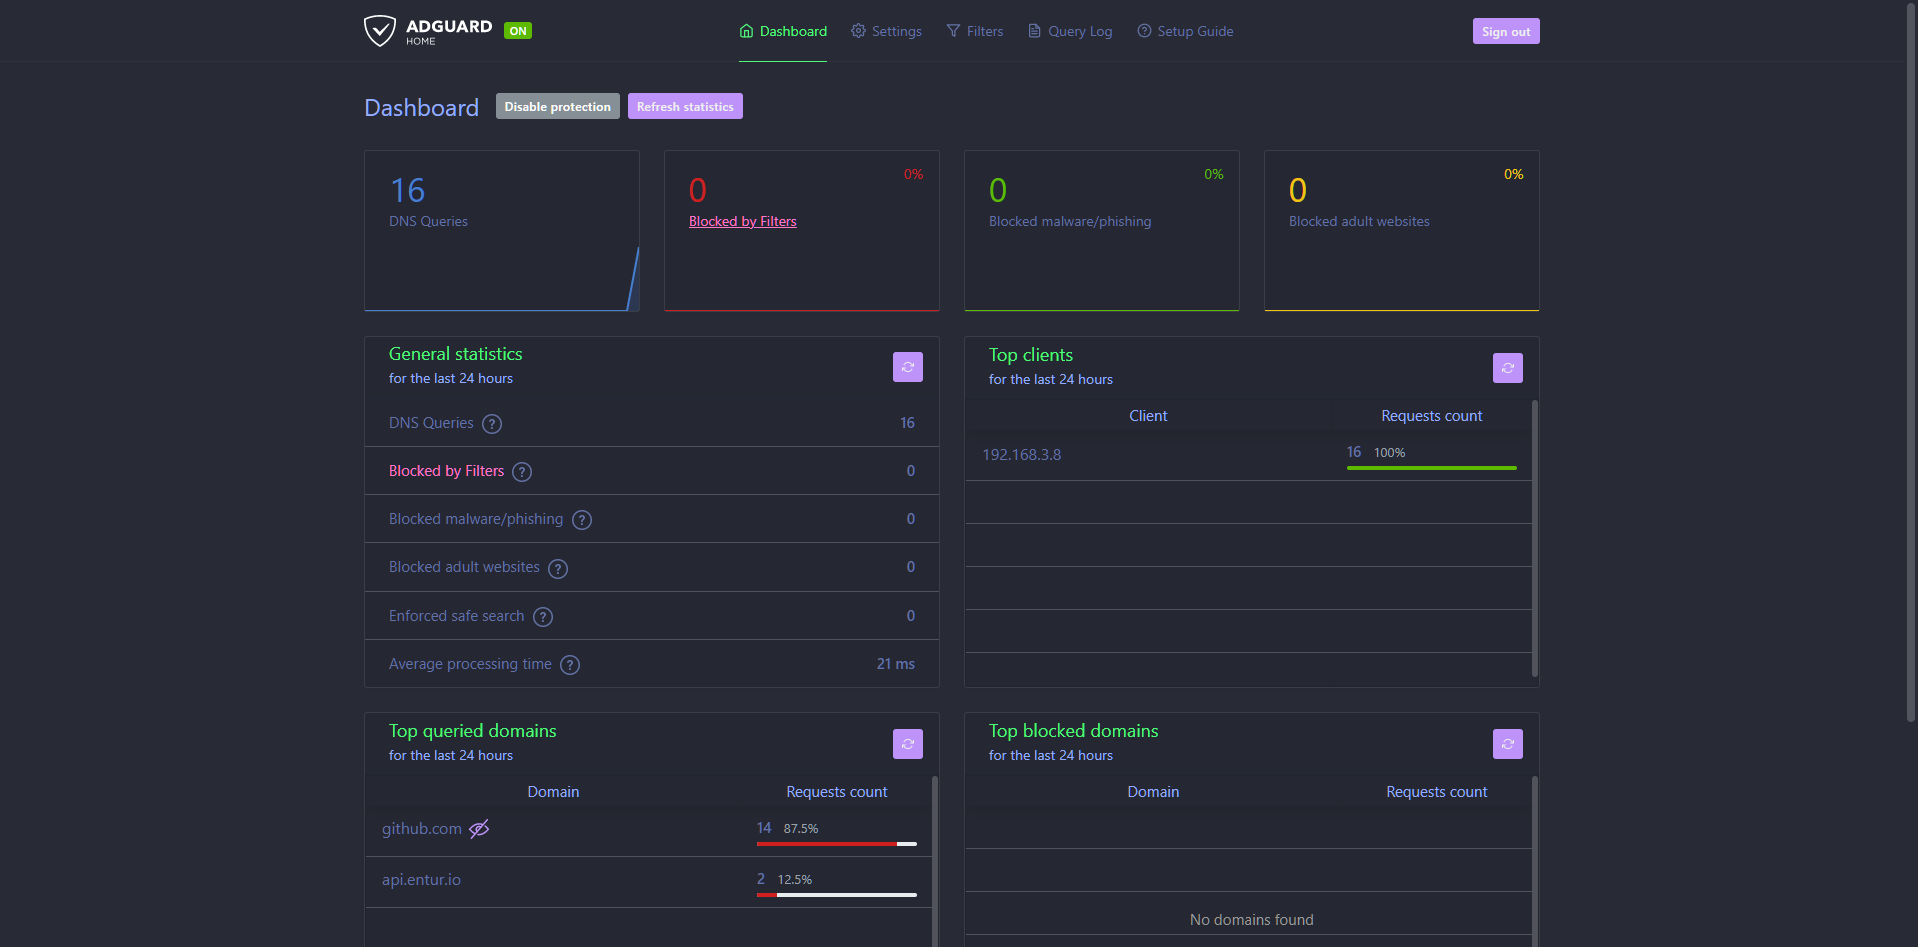 ADGUARD
HOME
ON
Dashboard
Settings
Filters
Query Log
Setup Guide
Sign out
Dashboard
Disable protection
Refresh statistics
16
DNS Queries
0
0%
Blocked by Filters
0
0%
Blocked malware/phishing
0
0%
Blocked adult websites
General statistics
for the last 24 hours
DNS Queries ? 16
Blocked by Filters ? 0
Blocked malware/phishing ? 0
Blocked adult websites ? 0
Enforced safe search ? 0
Average processing time ? 21 ms
Top clients
for the last 24 hours
Client Requests count
192.168.3.8 16 100%
Top queried domains
for the last 24 hours
Domain Requests count
github.com 14 87.5%
api.entur.io 2 12.5%
Top blocked domains
for the last 24 hours
Domain Requests count
No domains found